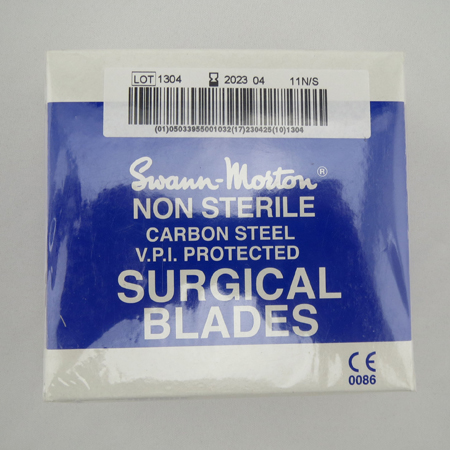 LOT 1304 2023 04 11N/S
(01)05033955001032(17)230425(10)1304
Swann-Morton®
NON STERILE
CARBON STEEL
V.P.I. PROTECTED
SURGICAL
BLADES
CE
0086